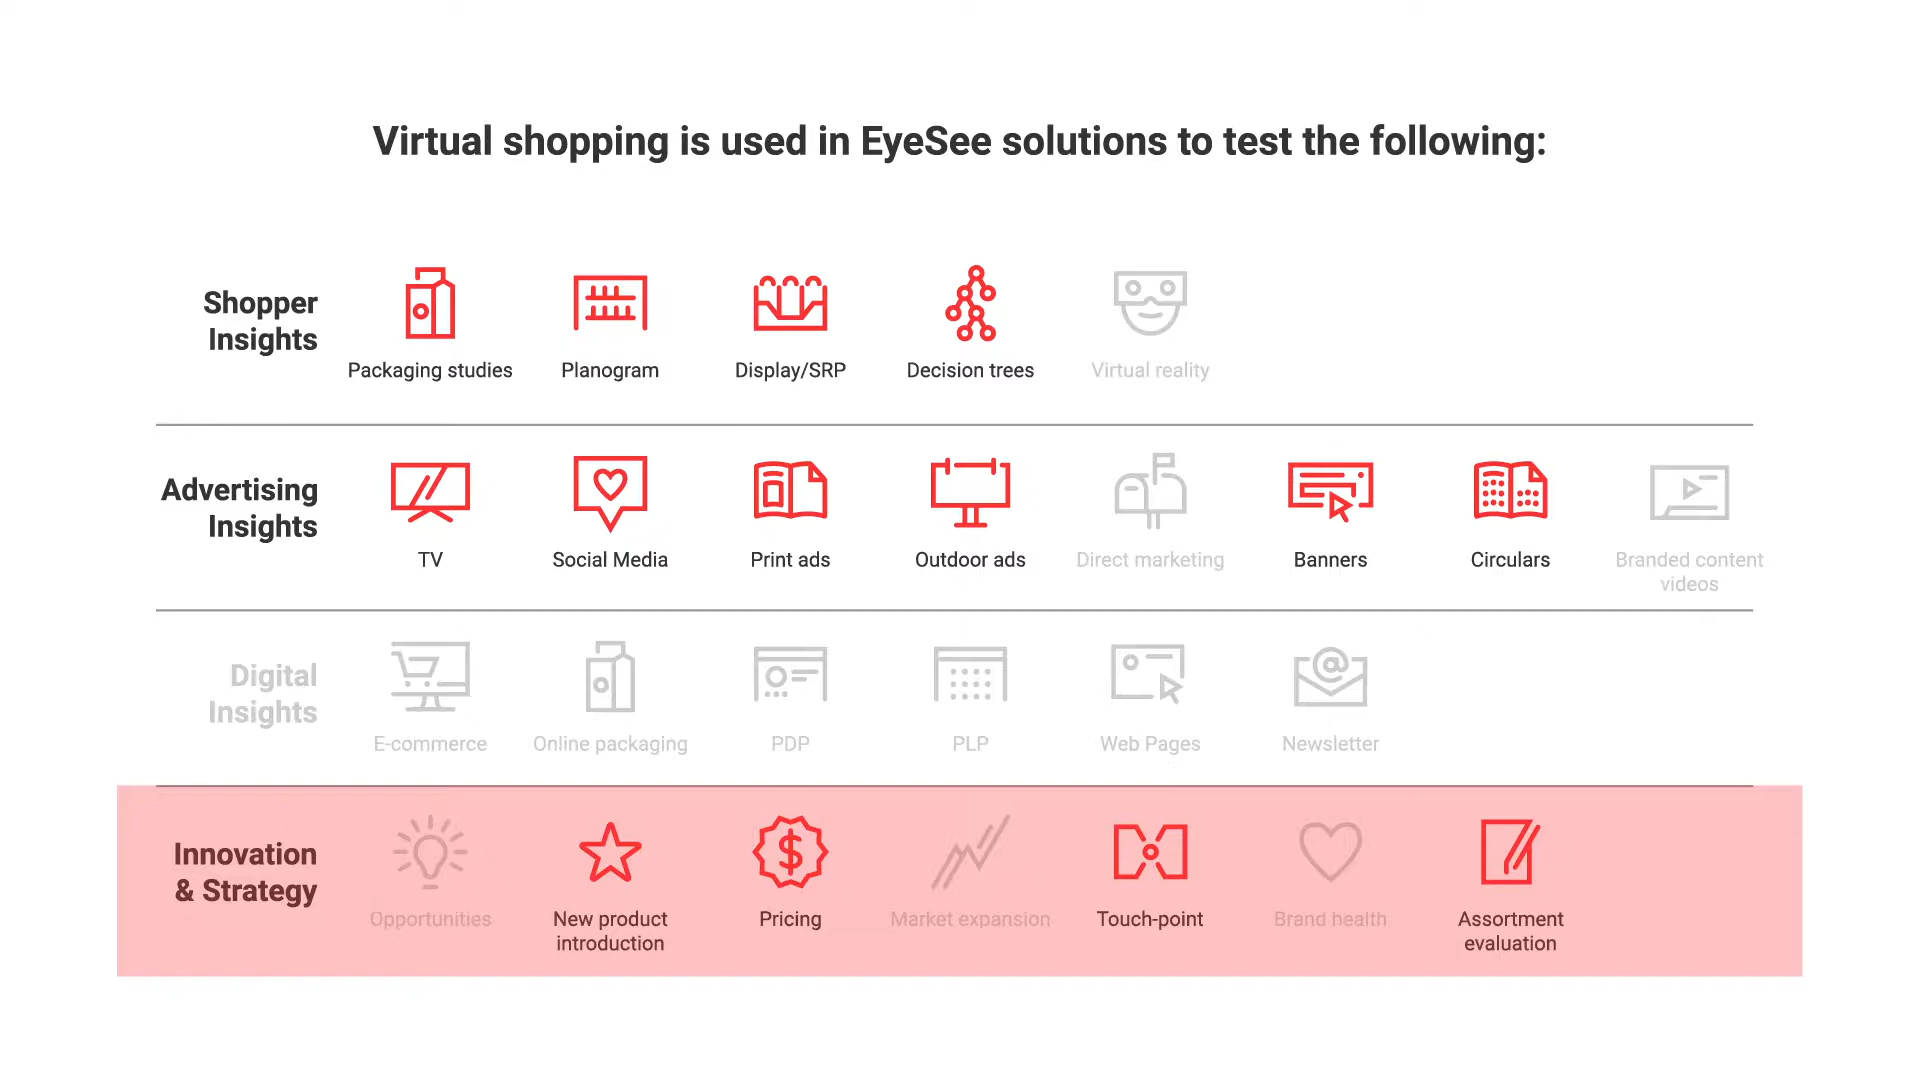 Virtual shopping is used in EyeSee solutions to test the following:
Shopper
Insights
Packaging studies
Planogram
Display/SRP
Decision trees
Virtual reality
Advertising
Insights
TV
Social Media
Print ads
Outdoor ads
Direct marketing
Banners
Circulars
Branded content
videos
Digital
Insights
E-commerce
Online packaging
PDP
PLP
Web Pages
Newsletter
Innovation
& Strategy
Opportunities
New product
introduction
Pricing
Market expansion
Touch-point
Brand health
Assortment
evaluation